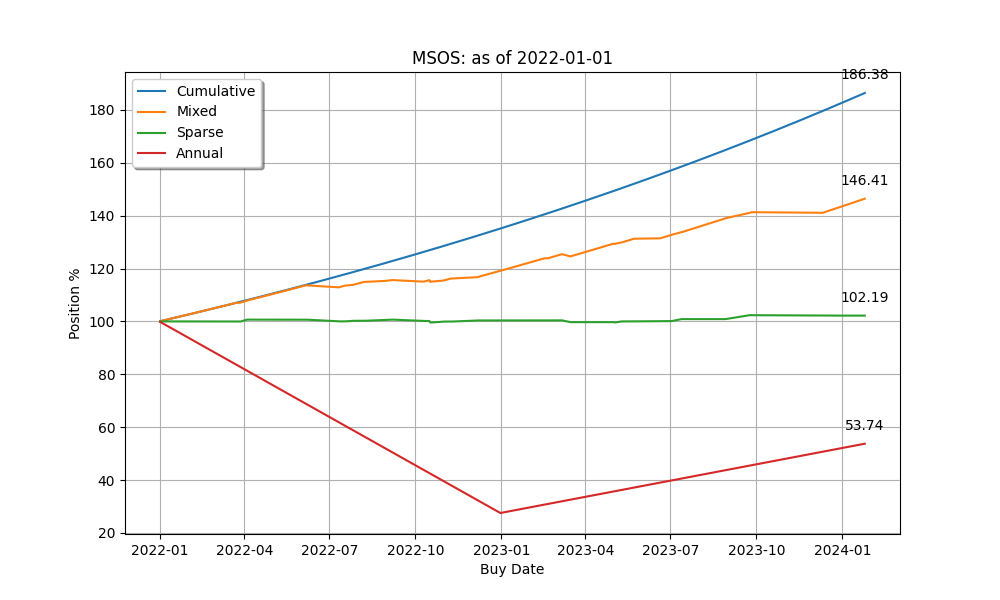 MSOS: as of 2022-01-01
186.38
Cumulative
Mixed
Sparse
Annual
146.41
102.19
53.74
Position %
180
160
140
120
100
80
60
40
20
2022-01 2022-04 2022-07 2022-10 2023-01 2023-04 2023-07 2023-10 2024-01
Buy Date